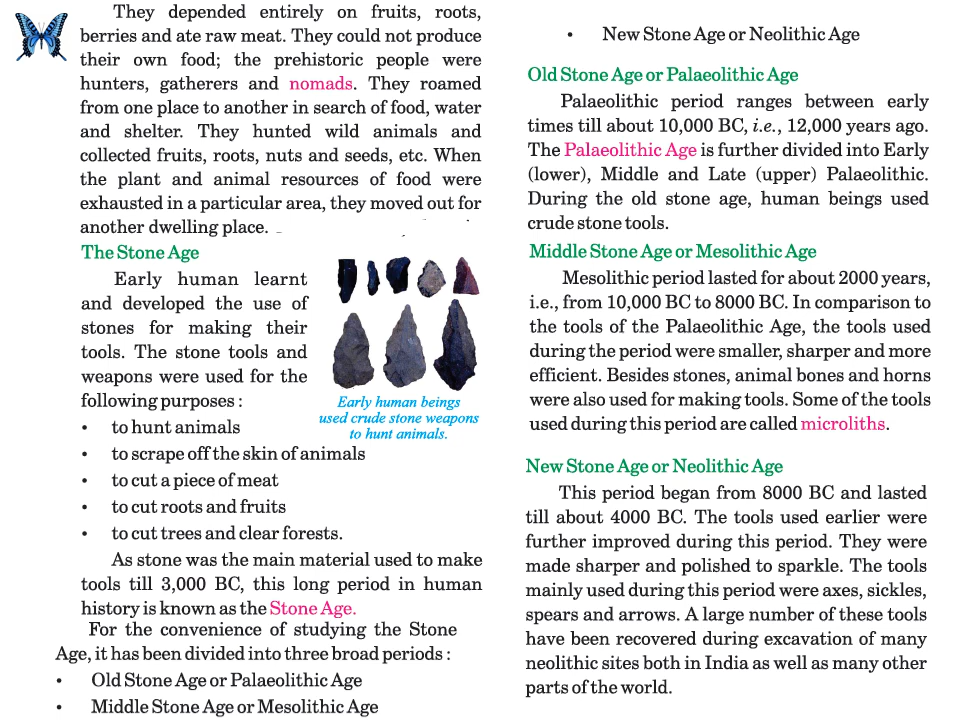 They depended entirely on fruits, roots,
berries and ate raw meat. They could not produce
their own food; the prehistoric people were
hunters, gatherers and nomads. They roamed
from one place to another in search of food, water
and shelter. They hunted wild animals and
collected fruits, roots, nuts and seeds, etc. When
the plant and animal resources of food were
exhausted in a particular area, they moved out for
another dwelling place.
The Stone Age
Early human learnt
and developed the use of
stones for making their
tools. The stone tools and
weapons were used for the
following purposes :
• to hunt animals
• to scrape off the skin of animals
• to cut a piece of meat
• to cut roots and fruits
• to cut trees and clear forests.
Early human beings
used crude stone weapons
to hunt animals.
As stone was the main material used to make
tools till 3,000 BC, this long period in human
history is known as the Stone Age.
For the convenience of studying the Stone
Age, it has been divided into three broad periods :
• Old Stone Age or Palaeolithic Age
• Middle Stone Age or Mesolithic Age
• New Stone Age or Neolithic Age
Old Stone Age or Palaeolithic Age
Palaeolithic period ranges between early
times till about 10,000 BC, i.e., 12,000 years ago.
The Palaeolithic Age is further divided into Early
(lower), Middle and Late (upper) Palaeolithic.
During the old stone age, human beings used
crude stone tools.
Middle Stone Age or Mesolithic Age
Mesolithic period lasted for about 2000 years,
i.e., from 10,000 BC to 8000 BC. In comparison to
the tools of the Palaeolithic Age, the tools used
during the period were smaller, sharper and more
efficient. Besides stones, animal bones and horns
were also used for making tools. Some of the tools
used during this period are called microliths.
New Stone Age or Neolithic Age
This period began from 8000 BC and lasted
till about 4000 BC. The tools used earlier were
further improved during this period. They were
made sharper and polished to sparkle. The tools
mainly used during this period were axes, sickles,
spears and arrows. A large number of these tools
have been recovered during excavation of many
neolithic sites both in India as well as many other
parts of the world.